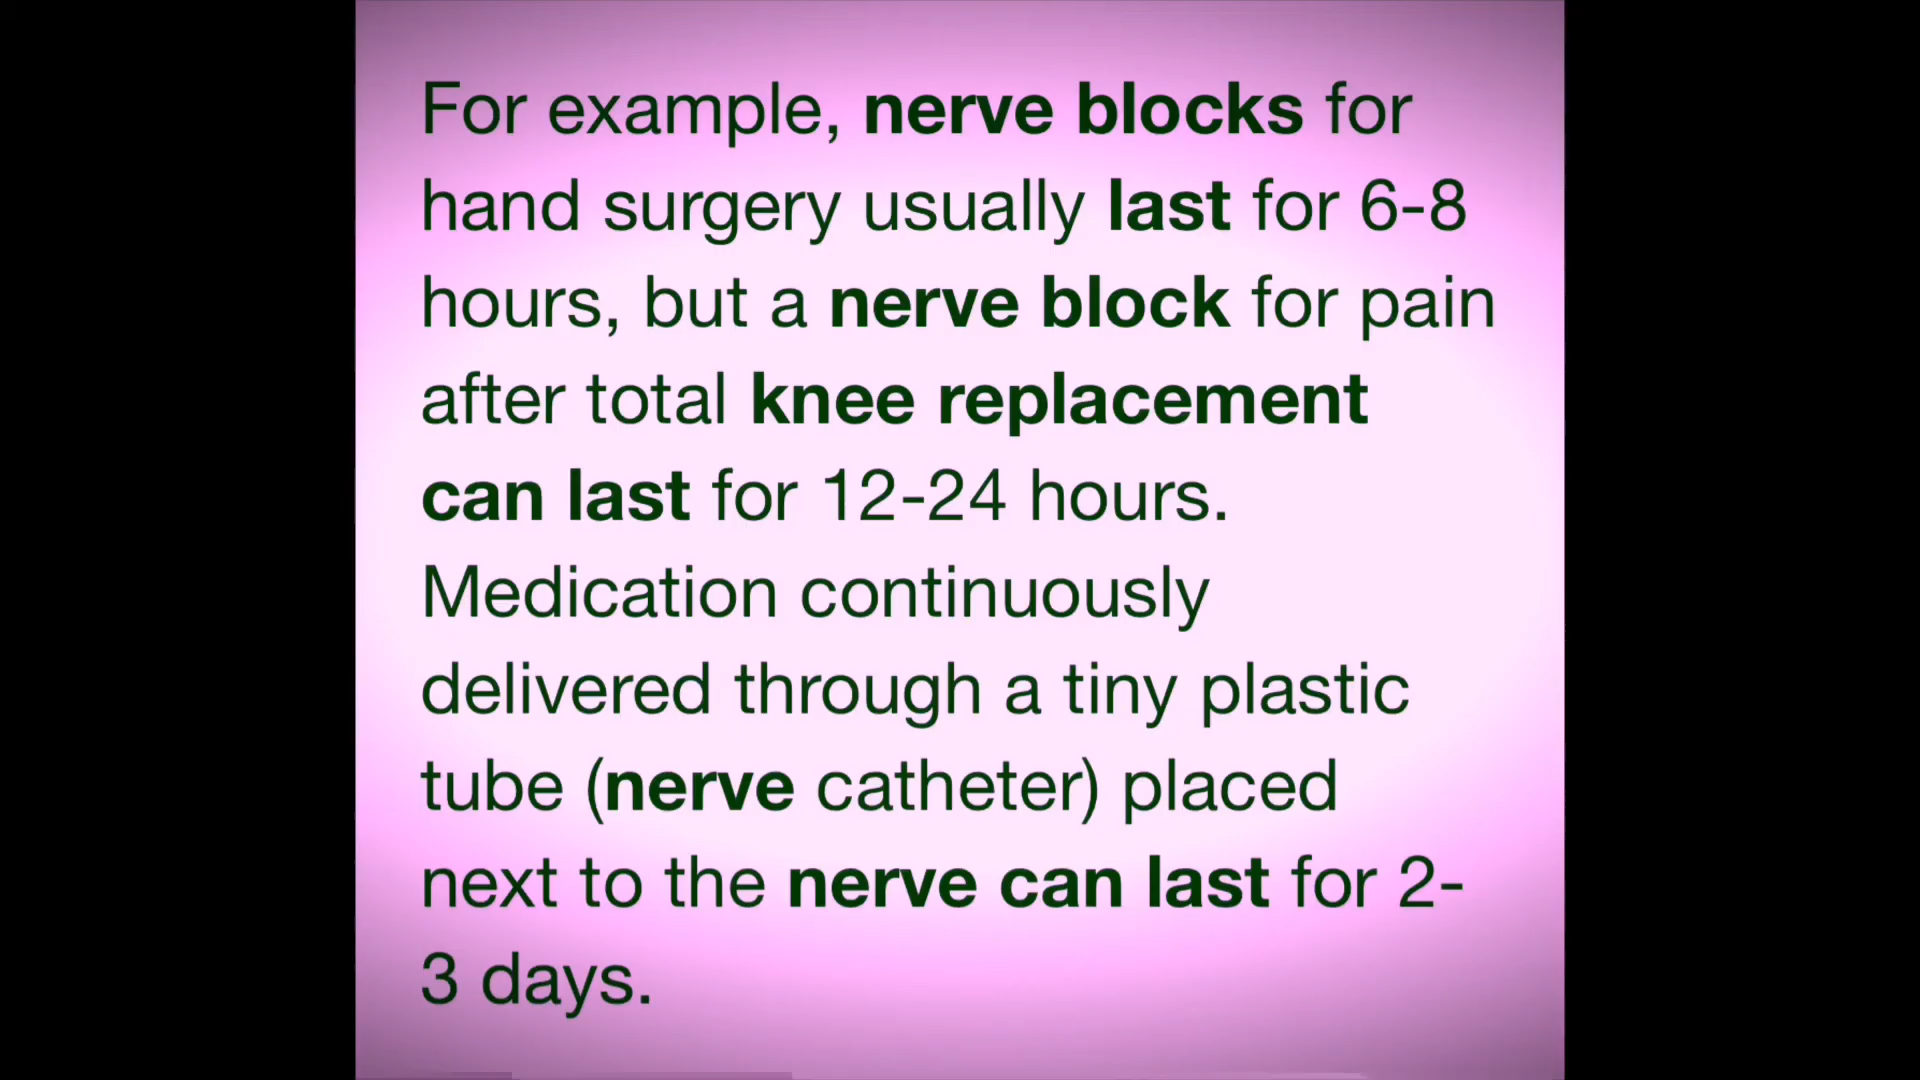 For example, nerve blocks for
hand surgery usually last for 6-8
hours, but a nerve block for pain
after total knee replacement
can last for 12-24 hours.
Medication continuously
delivered through a tiny plastic
tube (nerve catheter) placed
next to the nerve can last for 2-
3 days.